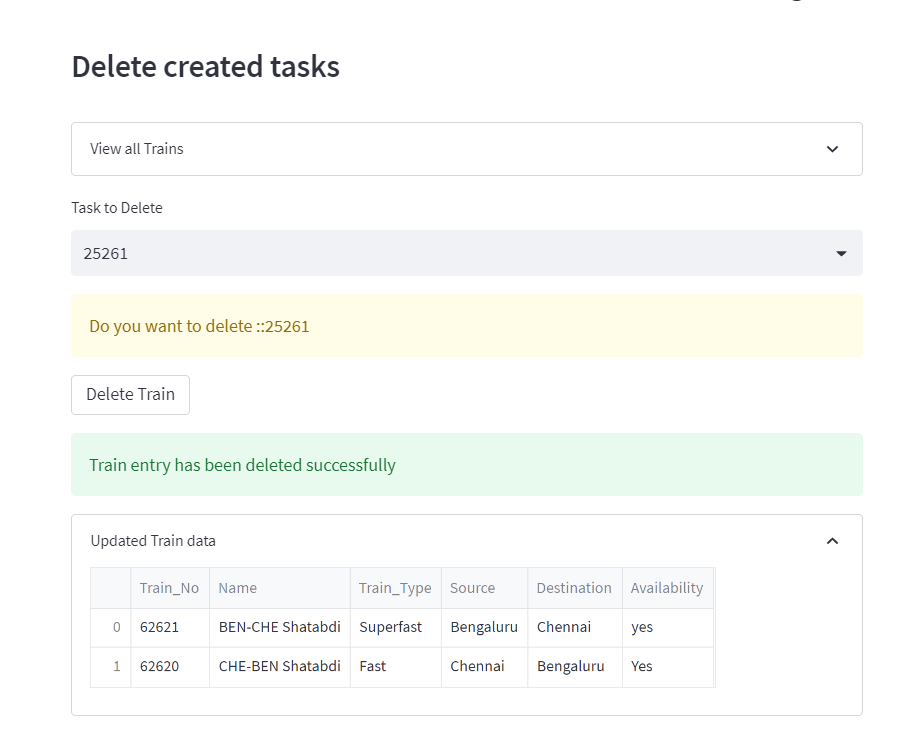 Delete created tasks
View all Trains
Task to Delete
25261
Do you want to delete ::25261
Delete Train
Train entry has been deleted successfully
Updated Train data
Train_No Name Train_Type Source Destination Availability
0 62621 BEN-CHE Shatabdi Superfast Bengaluru Chennai yes
1 62620 CHE-BEN Shatabdi Fast Chennai Bengaluru Yes